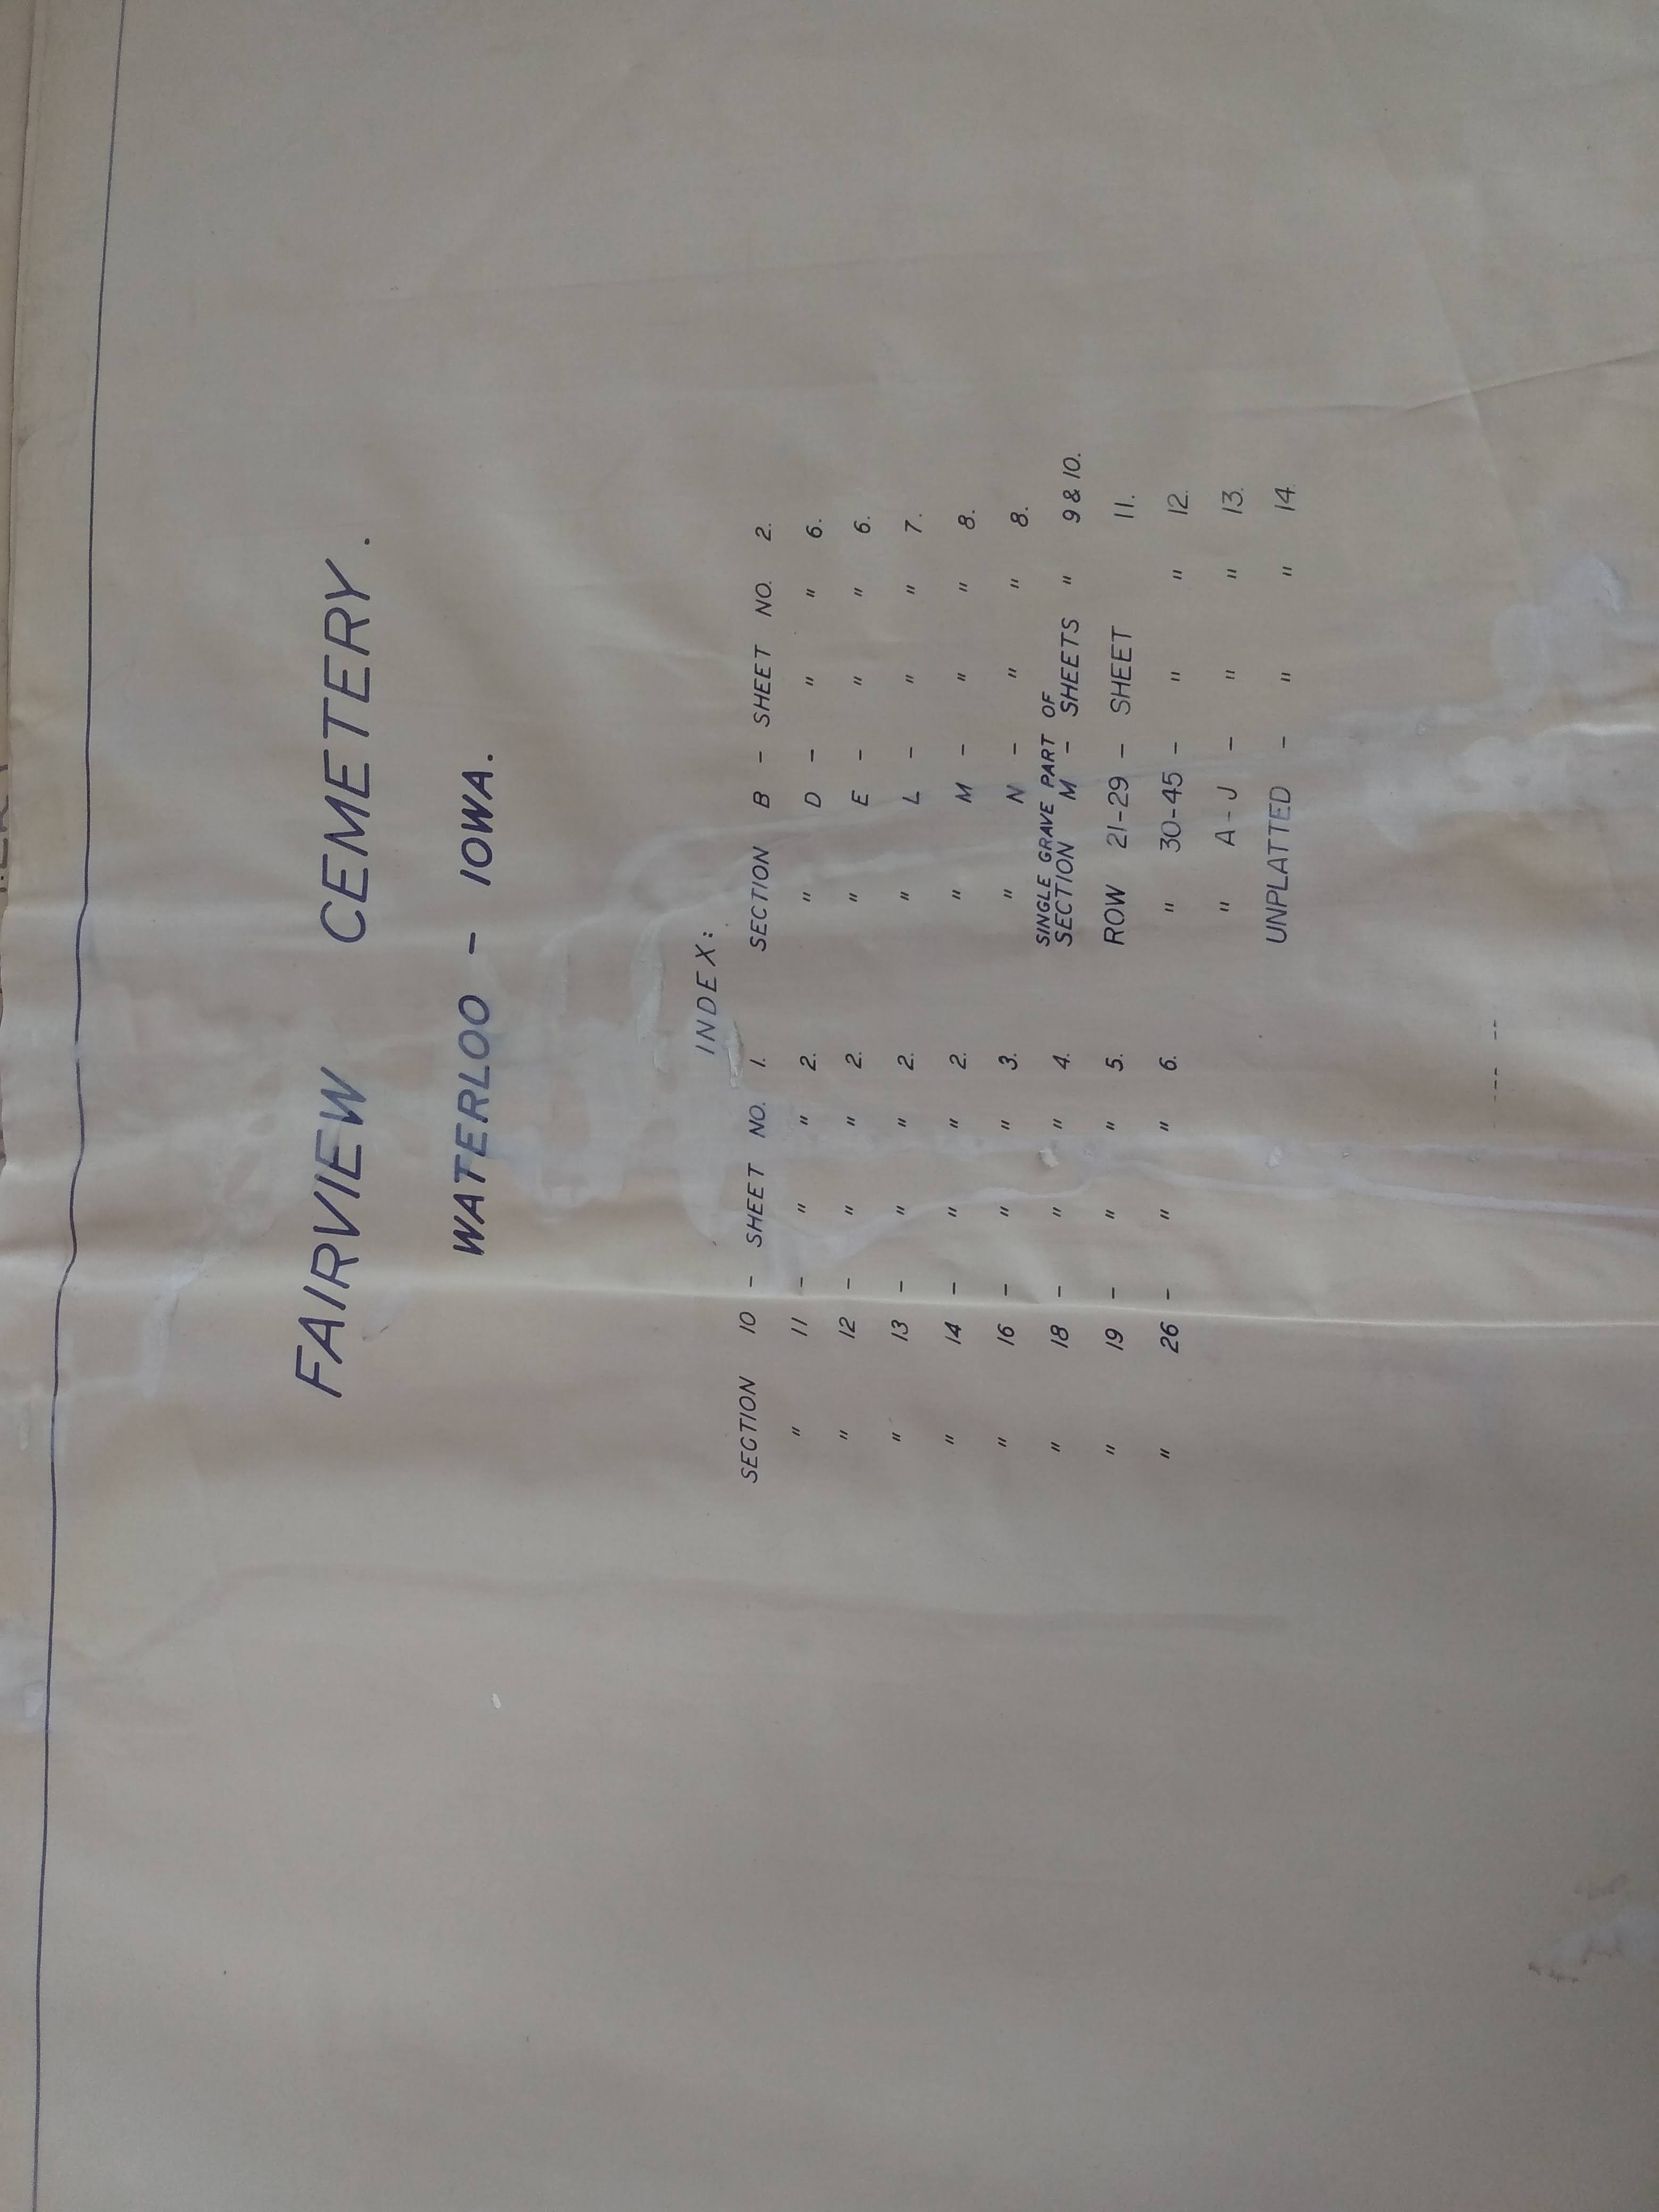 FAIRVIEW CEMETERY.
WATERLOO - IOWA.
INDEX:
SECTION 10 - SHEET NO. 1.
" 11 - " " 2.
" 12 - " " 2.
" 13 - " " 2.
" 14 - " " 2.
" 16 - " " 3.
" 18 - " " 4.
" 19 - " " 5.
" 26 - " " 6.
SECTION B - SHEET NO. 2.
" D - " " 6.
" E - " " 6.
" L - " " 7.
" M - " " 8.
" N - " " 8.
SINGLE GRAVE PART OF
SECTION M - SHEETS " 9 & 10.
ROW 21-29 - SHEET 11.
" 30-45 - " " 12.
" A-J - " " 13.
UNPLATTED - " " 14.